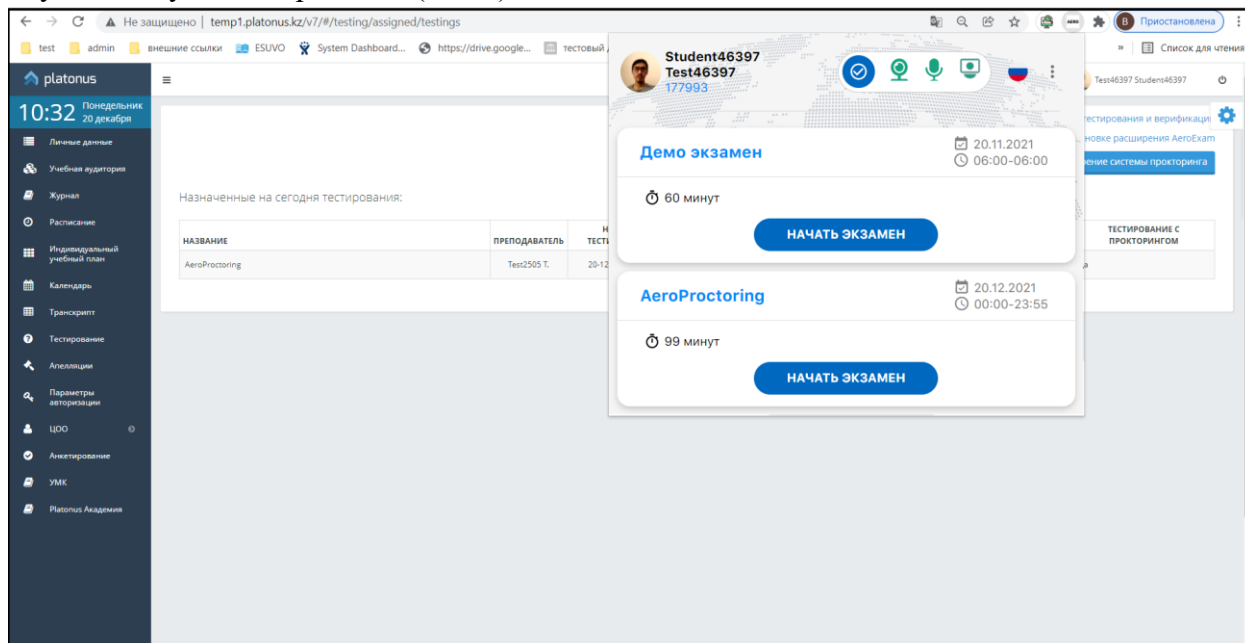 Не защищено | temp1.platonus.kz/v7/#/testing/assigned/testings
Приостановлена
test
admin
внешние ссылки
ESUVO
System Dashboard...
https://drive.google...
тестовый
»
Список для чтения
platonus
Test46397 Student46397
10:32 Понедельник
20 декабря
Личные данные
Учебная аудитория
Журнал
Расписание
Индивидуальный
учебный план
Календарь
Транскрипт
Тестирование
Апелляции
Параметры
авторизации
ЦОО
Анкетирование
УМК
Platonus Академия
Назначенные на сегодня тестирования:
НАЗВАНИЕ
ПРЕПОДАВАТЕЛЬ
ТЕСТИРОВАНИЕ С
ПРОКТОРИНГОМ
AeroProctoring
Test2505 T.
20-12
Student46397
Test46397
177993
Демо экзамен
20.11.2021
06:00-06:00
60 минут
НАЧАТЬ ЭКЗАМЕН
AeroProctoring
20.12.2021
00:00-23:55
99 минут
НАЧАТЬ ЭКЗАМЕН
расширения AeroExam
системы прокторинга